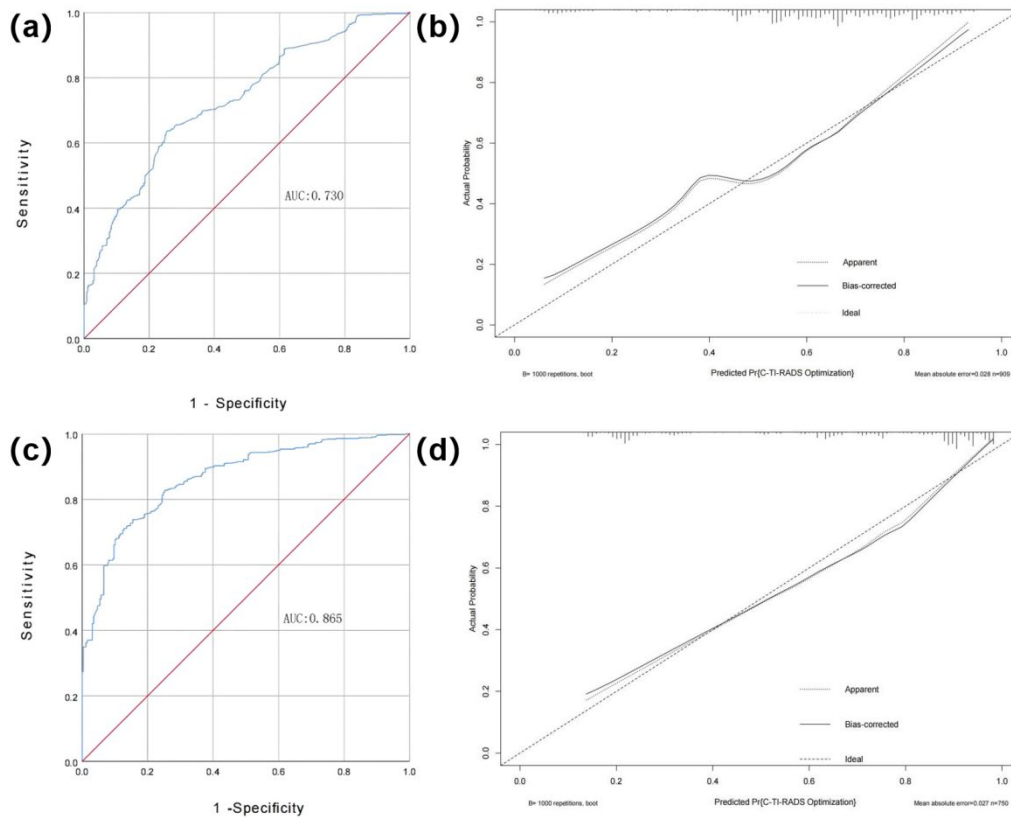 (a)
1.0
0.8
0.6
0.4
0.2
0.0
Sensitivity
AUC:0.730
0.0 0.2 0.4 0.6 0.8 1.0
1 - Specificity
(b)
1.0
0.8
0.6
0.4
0.2
0.0
Actual Probability
Apparent
Bias-corrected
Ideal
0.0 0.2 0.4 0.6 0.8 1.0
B= 1000 repetitions, boot
Predicted Pr{C-TI-RADS Optimization}
Mean absolute error=0.028 n=909
(c)
1.0
0.8
0.6
0.4
0.2
0.0
Sensitivity
AUC:0.865
0.0 0.2 0.4 0.6 0.8 1.0
1 -Specificity
(d)
1.0
0.8
0.6
0.4
0.2
0.0
Actual Probability
Apparent
Bias-corrected
Ideal
0.0 0.2 0.4 0.6 0.8 1.0
B= 1000 repetitions, boot
Predicted Pr{C-TI-RADS Optimization}
Mean absolute error=0.027 n=750